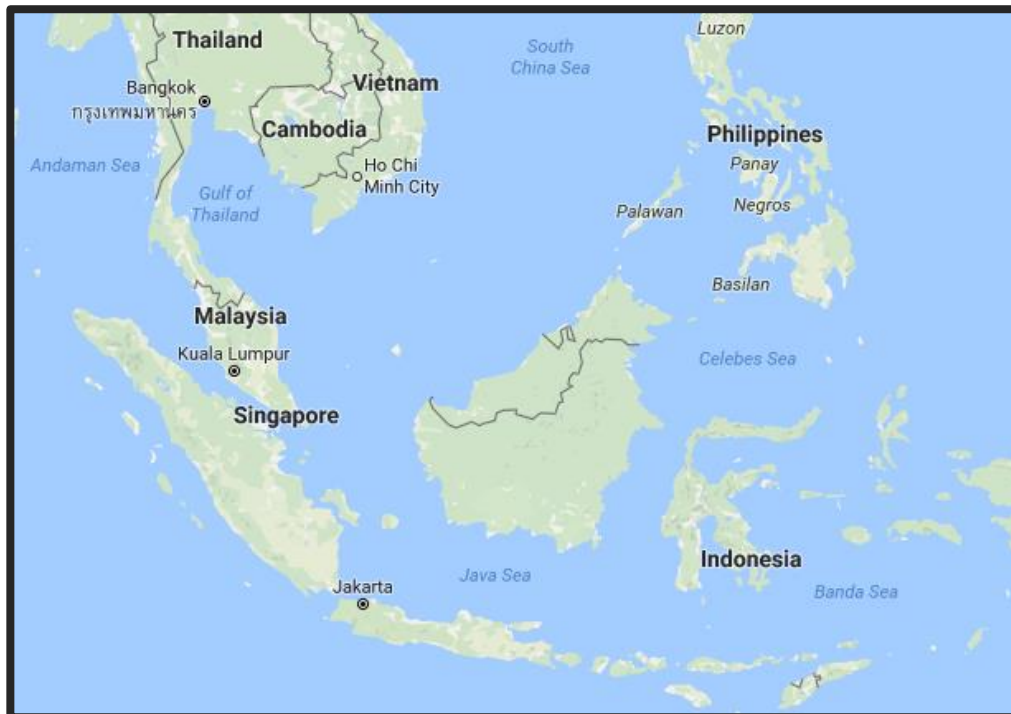 Luzon
Thailand
South
China Sea
Vietnam
Bangkok
กรุงเทพมหานคร
Cambodia
Philippines
Andaman Sea
Ho Chi
Minh City
Panay
Gulf of
Thailand
Palawan
Negros
Basilan
Malaysia
Kuala Lumpur
Celebes Sea
Singapore
Indonesia
Java Sea
Jakarta
Banda Sea